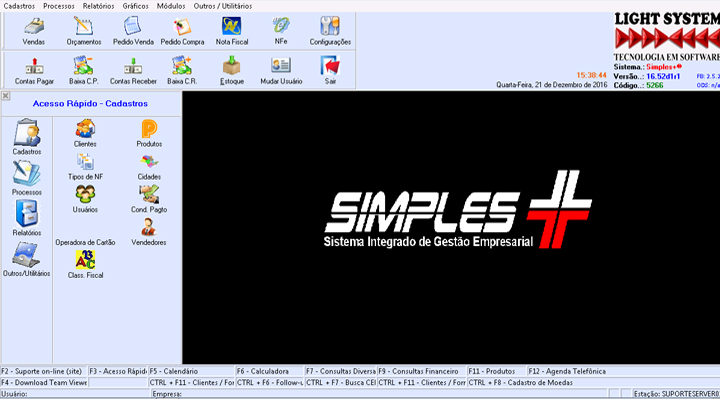 Cadastros Processos Relatórios Gráficos Módulos Outros / Utilitários
Vendas Orçamentos Pedido Venda Pedido Compra Nota Fiscal NFe Configurações
Contas Pagar Baixa C.P. Contas Receber Baixa C.R. Estoque Mudar Usuário Sair
LIGHT SYSTEM
TECNOLOGIA EM SOFTWARE
Sistema.: Simples+®
15:38:44
Versão..: 16.52d1r1 FB: 2.5.2
Quarta-Feira, 21 de Dezembro de 2016
Código..: 5266 ODS: n/a
Acesso Rápido - Cadastros
Cadastros
Processos
Relatórios
Outros/Utilitários
Clientes Produtos
Tipos de NF Cidades
Usuários Cond. Pagto
Operadora de Cartão Vendedores
Class. Fiscal
SIMPLES
Sistema Integrado de Gestão Empresarial
F2 - Suporte on-line (site) F3 - Acesso Rápid F5 - Calendário F6 - Calculadora F7 - Consultas Diversa F9 - Consultas Financeiro F11 - Produtos F12 - Agenda Telefônica
F4 - Download Team Viewe CTRL + F11 - Clientes / For CTRL + F6 - Follow-u CTRL + F7 - Busca CEI CTRL + F11 - Clientes / Forn CTRL + F8 - Cadastro de Moedas
Usuário: Empresa: Estação: SUPORTESERVER0